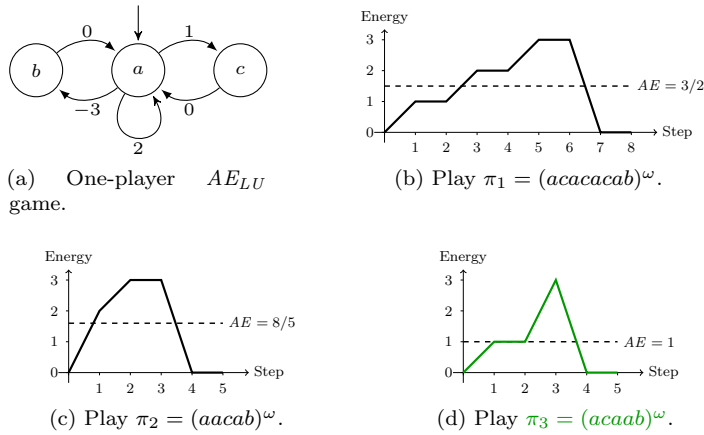 0
1
b
a
c
−3
0
2
(a) One-player AE_LU
game.
Energy
3
2
1
0
AE = 3/2
Step
1 2 3 4 5 6 7 8
(b) Play π₁ = (acacacab)^ω.
Energy
3
2
1
0
AE = 8/5
Step
1 2 3 4 5
(c) Play π₂ = (aacab)^ω.
Energy
3
2
1
0
AE = 1
Step
1 2 3 4 5
(d) Play π₃ = (acaab)^ω.